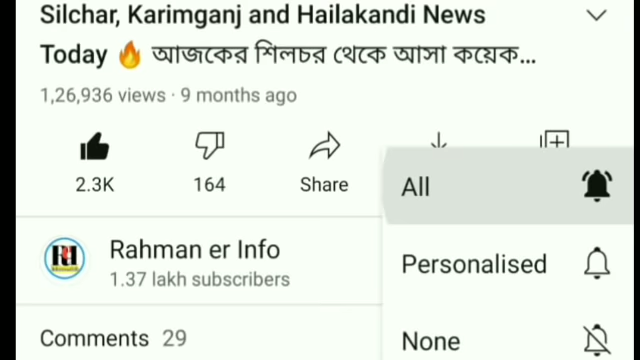 Silchar, Karimganj and Hailakandi News
Today 🔥 আজকের শিলচর থেকে আসা কয়েক...
1,26,936 views · 9 months ago
2.3K
164
Share
All
Rahman er Info
1.37 lakh subscribers
Personalised
Comments 29
None